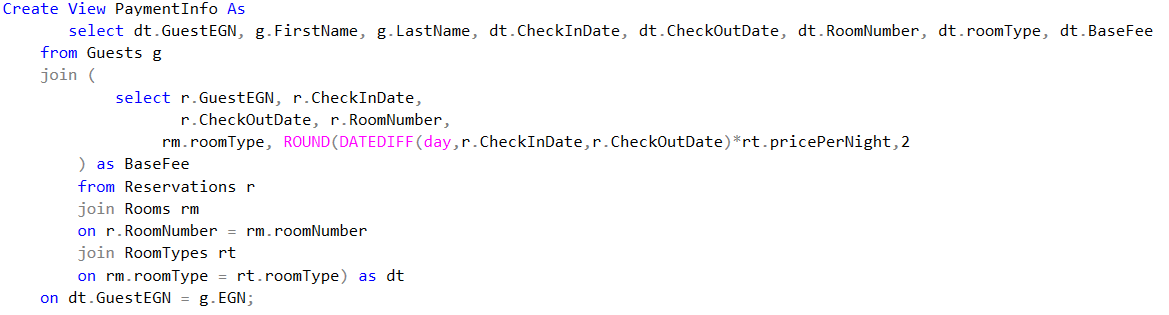 Create View PaymentInfo As
select dt.GuestEGN, g.FirstName, g.LastName, dt.CheckInDate, dt.CheckOutDate, dt.RoomNumber, dt.roomType, dt.BaseFee
from Guests g
join (
select r.GuestEGN, r.CheckInDate,
r.CheckOutDate, r.RoomNumber,
rm.roomType, ROUND(DATEDIFF(day,r.CheckInDate,r.CheckOutDate)*rt.pricePerNight,2
) as BaseFee
from Reservations r
join Rooms rm
on r.RoomNumber = rm.roomNumber
join RoomTypes rt
on rm.roomType = rt.roomType) as dt
on dt.GuestEGN = g.EGN;